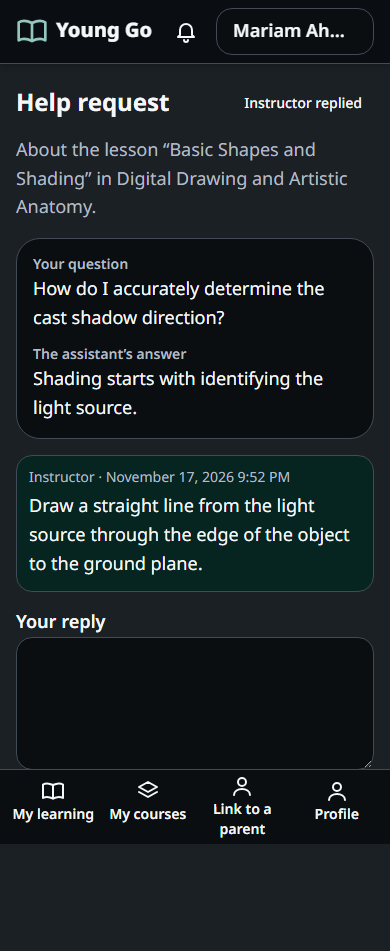 Young Go
Mariam Ah...
Help request
Instructor replied
About the lesson “Basic Shapes and
Shading” in Digital Drawing and Artistic
Anatomy.
Your question
How do I accurately determine the
cast shadow direction?
The assistant’s answer
Shading starts with identifying the
light source.
Instructor · November 17, 2026 9:52 PM
Draw a straight line from the light
source through the edge of the object
to the ground plane.
Your reply
My learning
My courses
Link to a
parent
Profile